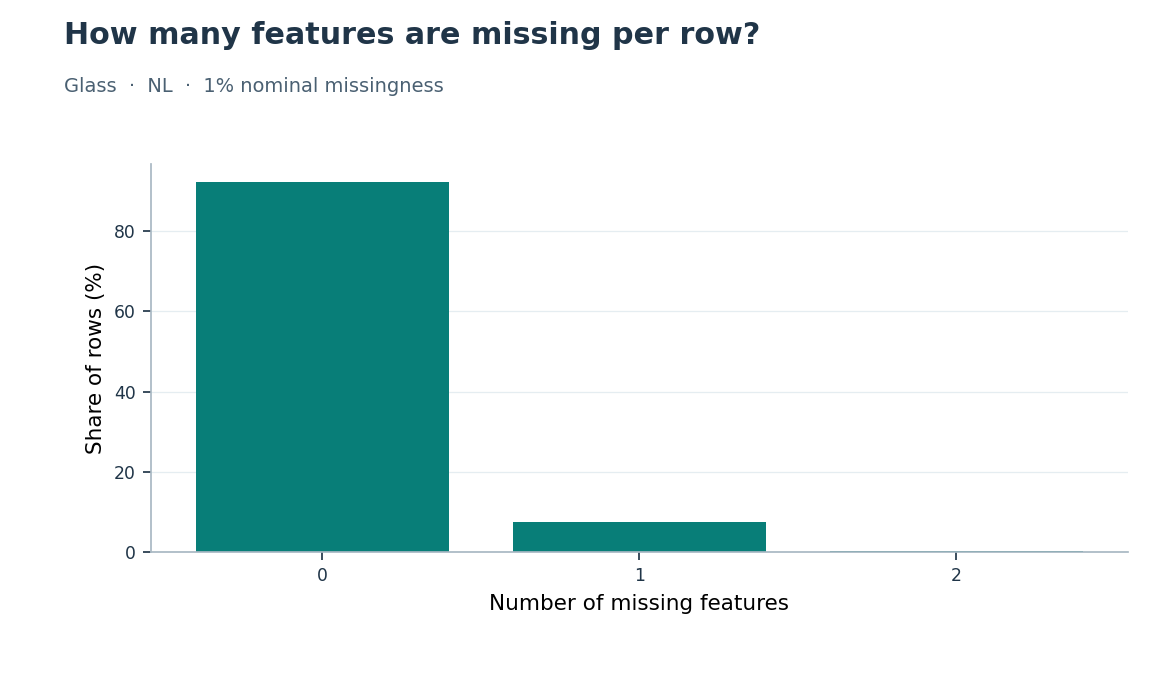 How many features are missing per row?
Glass · NL · 1% nominal missingness
Share of rows (%)
80
60
40
20
0
0 1 2
Number of missing features